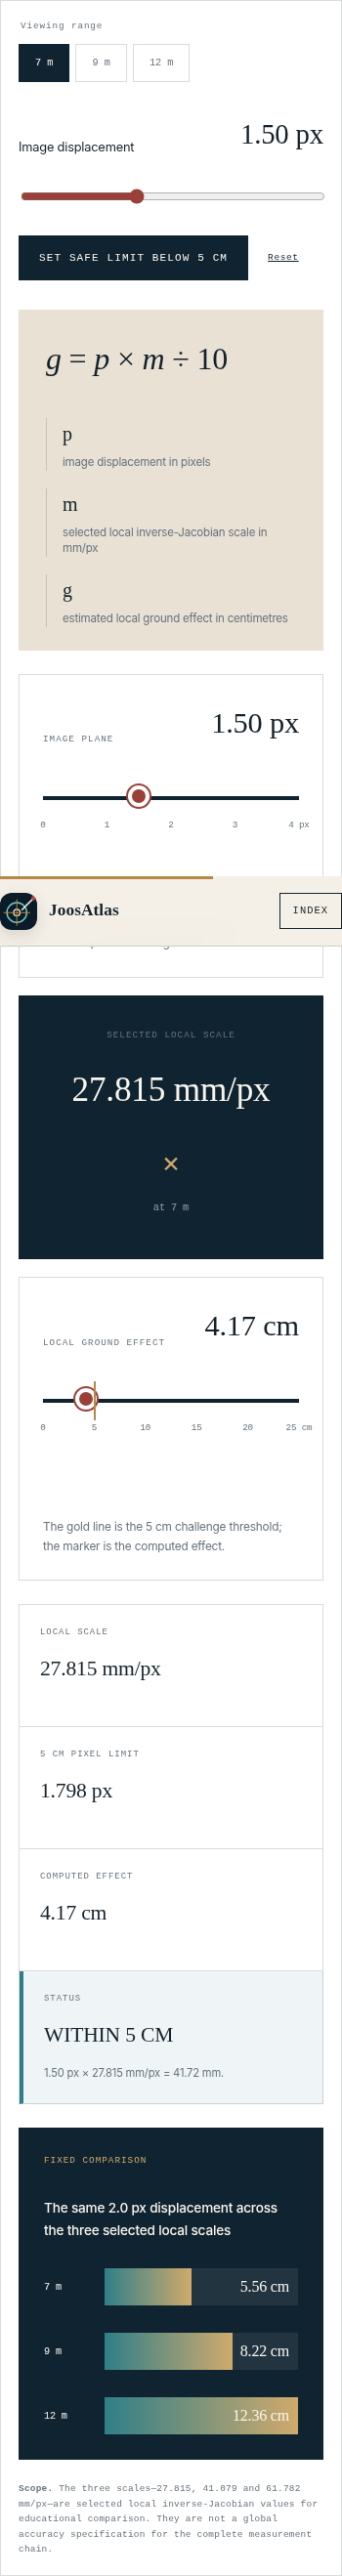 Viewing range
7 m
9 m
12 m
Image displacement
1.50 px
SET SAFE LIMIT BELOW 5 CM
Reset
g = p × m ÷ 10
p
image displacement in pixels
m
selected local inverse-Jacobian scale in
mm/px
g
estimated local ground effect in centimetres
IMAGE PLANE
1.50 px
0 1 2 3 4 px
JoosAtlas
INDEX
SELECTED LOCAL SCALE
27.815 mm/px
×
at 7 m
LOCAL GROUND EFFECT
4.17 cm
0 5 10 15 20 25 cm
The gold line is the 5 cm challenge threshold;
the marker is the computed effect.
LOCAL SCALE
27.815 mm/px
5 CM PIXEL LIMIT
1.798 px
COMPUTED EFFECT
4.17 cm
STATUS
WITHIN 5 CM
1.50 px × 27.815 mm/px = 41.72 mm.
FIXED COMPARISON
The same 2.0 px displacement across
the three selected local scales
7 m
5.56 cm
9 m
8.22 cm
12 m
12.36 cm
Scope. The three scales—27.815, 41.079 and 61.782
mm/px—are selected local inverse-Jacobian values for
educational comparison. They are not a global
accuracy specification for the complete measurement
chain.